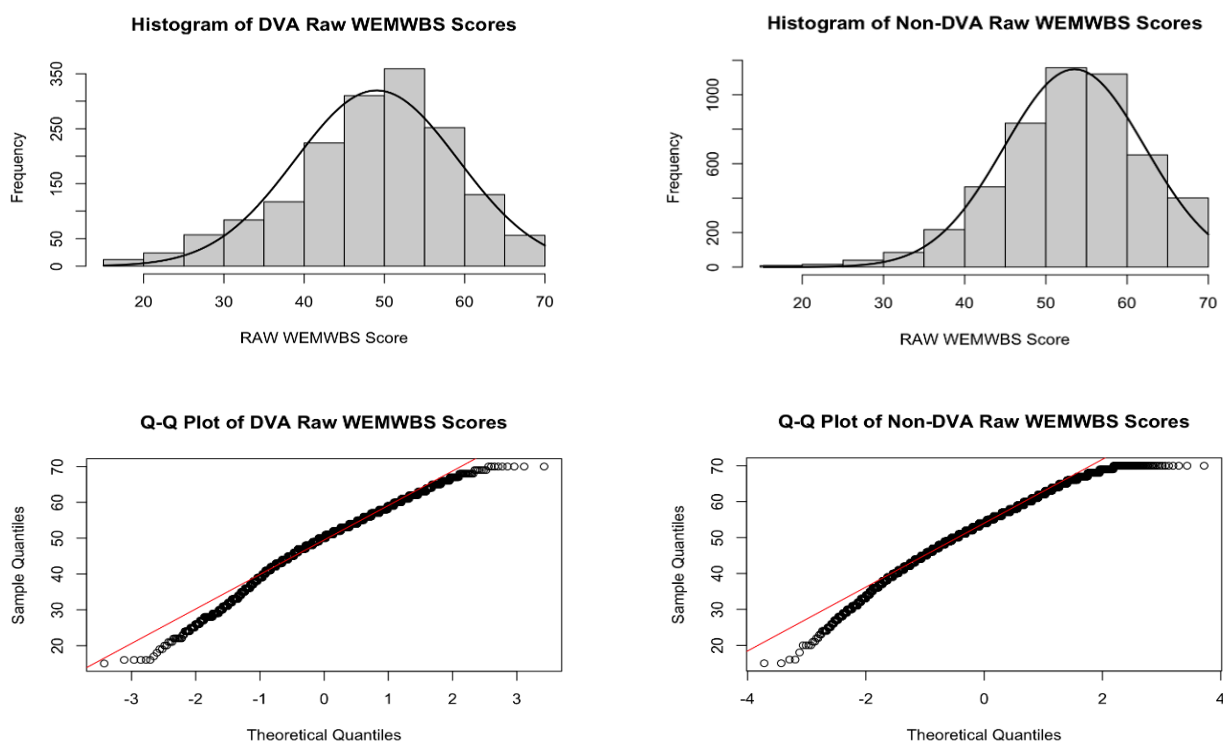 Histogram of DVA Raw WEMWBS Scores
Frequency
350
250
150
50
0
20 30 40 50 60 70
RAW WEMWBS Score
Histogram of Non-DVA Raw WEMWBS Scores
Frequency
1000
600
200
0
20 30 40 50 60 70
RAW WEMWBS Score
Q-Q Plot of DVA Raw WEMWBS Scores
Sample Quantiles
70
60
50
40
30
20
-3 -2 -1 0 1 2 3
Theoretical Quantiles
Q-Q Plot of Non-DVA Raw WEMWBS Scores
Sample Quantiles
70
60
50
40
30
20
-4 -2 0 2 4
Theoretical Quantiles